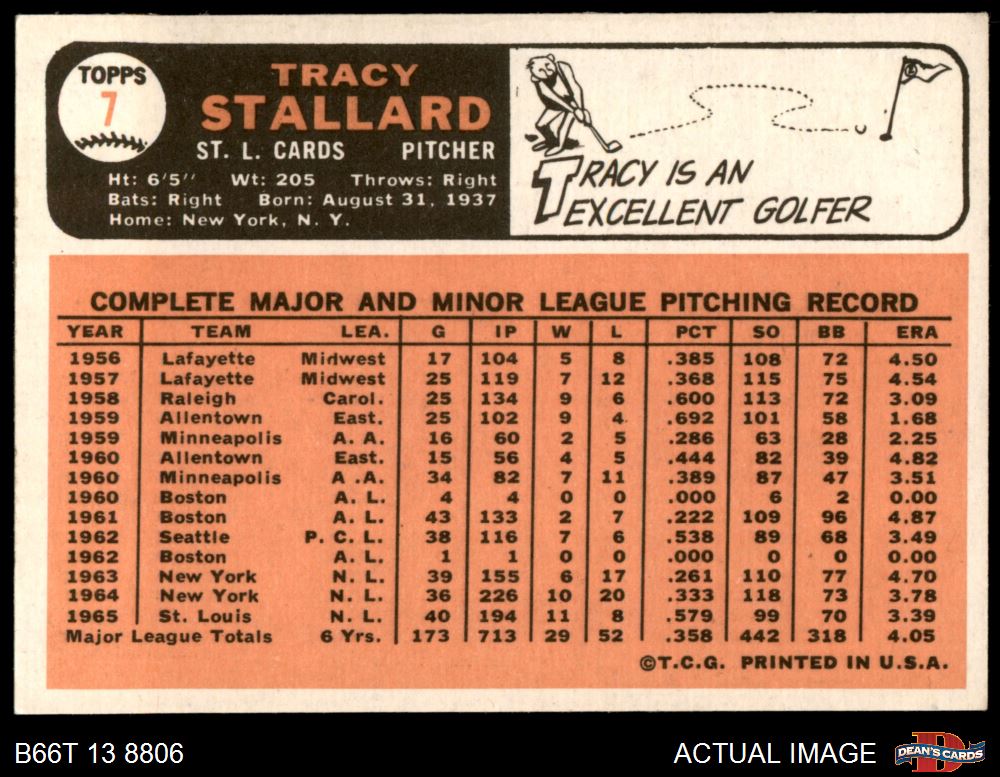 TOPPS
7
TRACY
STALLARD
ST. L. CARDS PITCHER
Ht: 6'5'' Wt: 205 Throws: Right
Bats: Right Born: August 31, 1937
Home: New York, N. Y.
TRACY IS AN
EXCELLENT GOLFER
COMPLETE MAJOR AND MINOR LEAGUE PITCHING RECORD
YEAR TEAM LEA. G IP W L PCT SO BB ERA
1956 Lafayette Midwest 17 104 5 8 .385 108 72 4.50
1957 Lafayette Midwest 25 119 7 12 .368 115 75 4.54
1958 Raleigh Carol. 25 134 9 6 .600 113 72 3.09
1959 Allentown East. 25 102 9 4 .692 101 58 1.68
1959 Minneapolis A. A. 16 60 2 5 .286 63 28 2.25
1960 Allentown East. 15 56 4 5 .444 82 39 4.82
1960 Minneapolis A .A. 34 82 7 11 .389 87 47 3.51
1960 Boston A. L. 4 4 0 0 .000 6 2 0.00
1961 Boston A. L. 43 133 2 7 .222 109 96 4.87
1962 Seattle P. C. L. 38 116 7 6 .538 89 68 3.49
1962 Boston A. L. 1 1 0 0 .000 0 0 0.00
1963 New York N. L. 39 155 6 17 .261 110 77 4.70
1964 New York N. L. 36 226 10 20 .333 118 73 3.78
1965 St. Louis N. L. 40 194 11 8 .579 99 70 3.39
Major League Totals 6 Yrs. 173 713 29 52 .358 442 318 4.05
©T.C.G. PRINTED IN U.S.A.
B66T 13 8806
ACTUAL IMAGE
DEAN'S CARDS